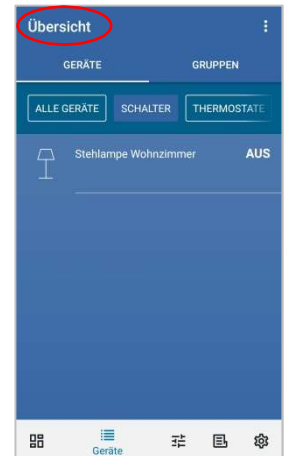 Übersicht
GERÄTE GRUPPEN
ALLE GERÄTE SCHALTER THERMOSTATE
Stehlampe Wohnzimmer AUS
Geräte